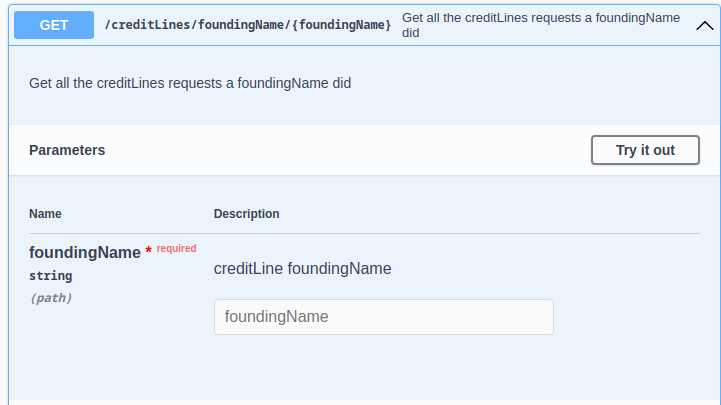 GET /creditLines/foundingName/{foundingName} Get all the creditLines requests a foundingName
did
Get all the creditLines requests a foundingName did
Parameters Try it out
Name Description
foundingName * required
string
(path)
creditLine foundingName
foundingName